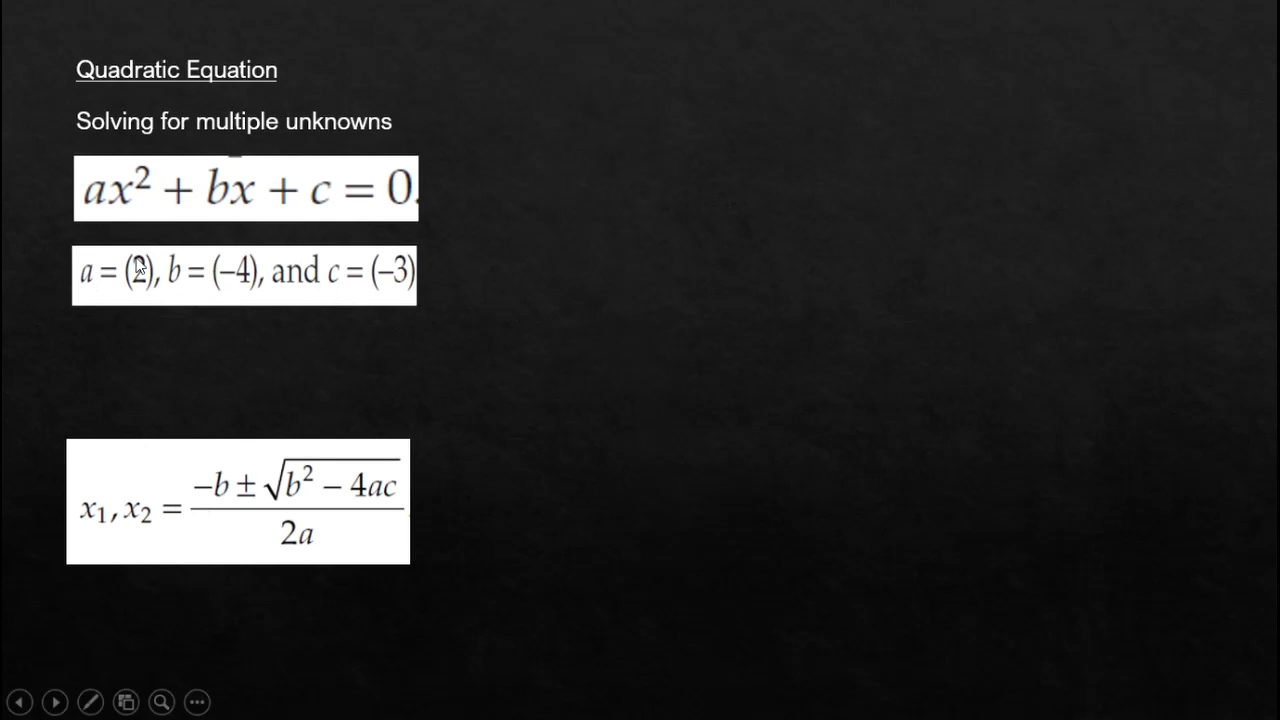 Quadratic Equation
Solving for multiple unknowns
ax² + bx + c = 0.
a = (2), b = (–4), and c = (–3)
x₁, x₂ = (−b ± √(b² − 4ac)) / 2a